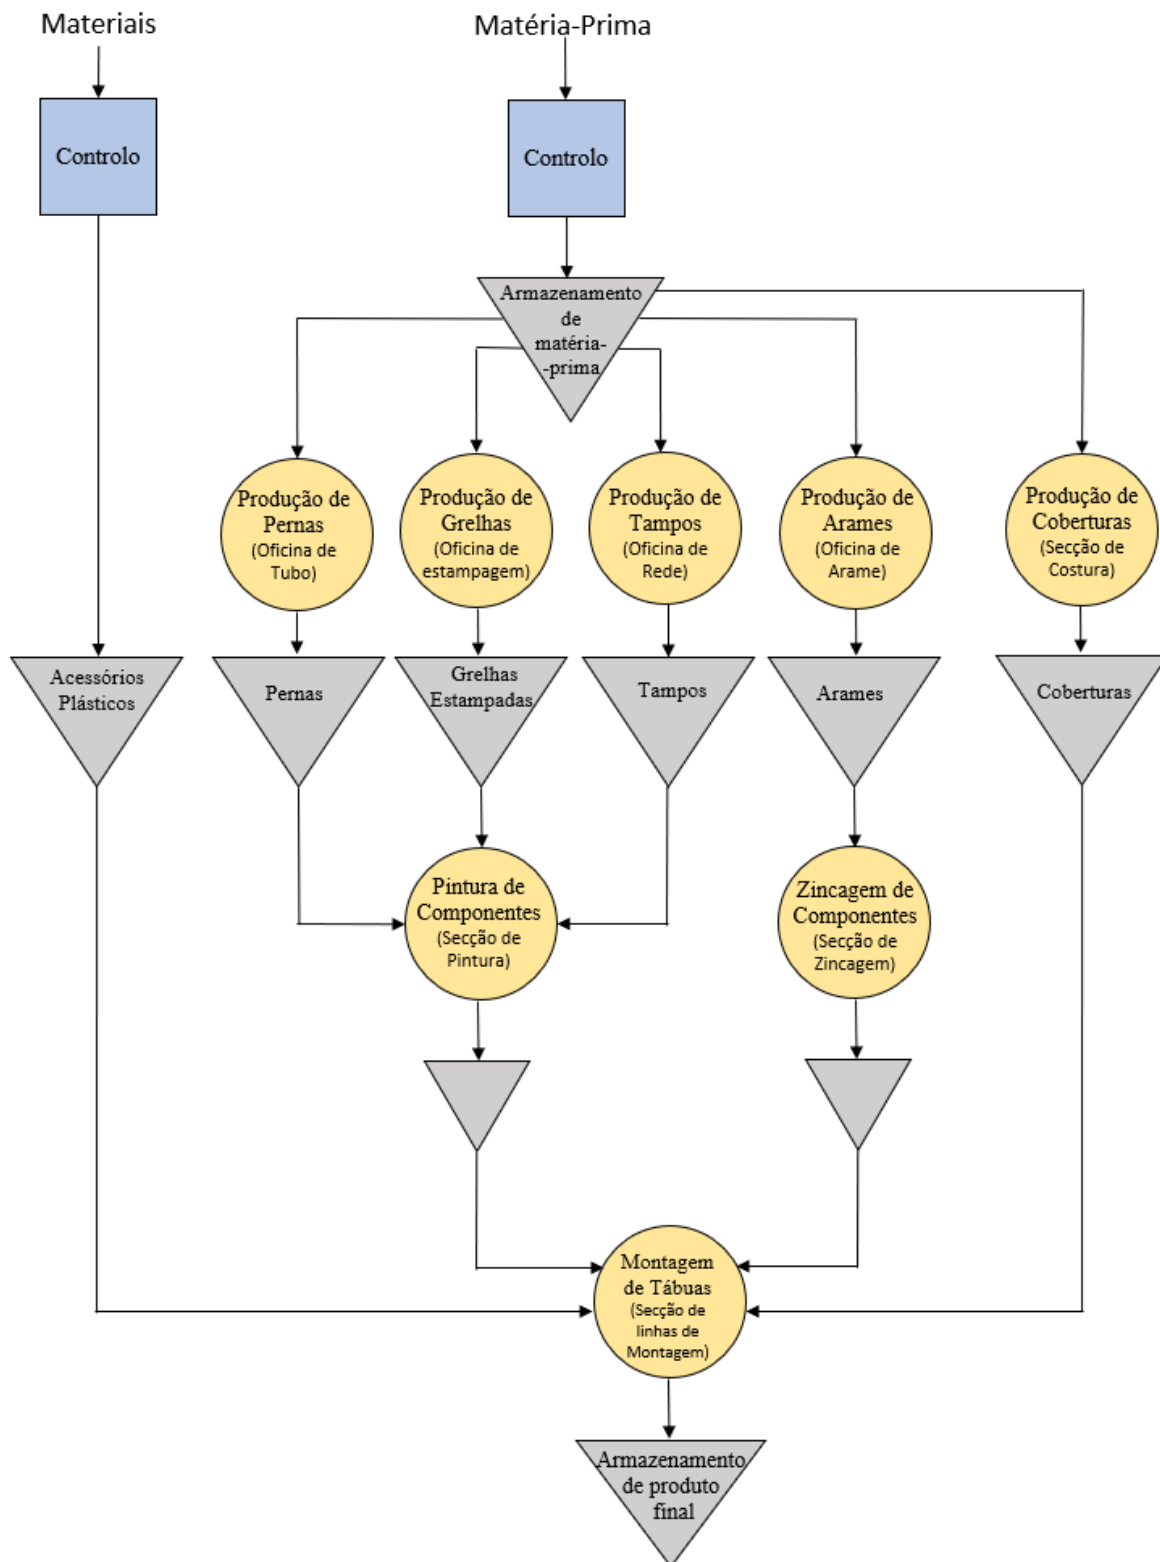 Materiais
Matéria-Prima
Controlo
Controlo
Armazenamento
de
matéria-
-prima
Produção de
Pernas
(Oficina de
Tubo)
Produção de
Grelhas
(Oficina de
estampagem)
Produção de
Tampos
(Oficina de
Rede)
Produção de
Arames
(Oficina de
Arame)
Produção de
Coberturas
(Secção de
Costura)
Acessórios
Plásticos
Pernas
Grelhas
Estampadas
Tampos
Arames
Coberturas
Pintura de
Componentes
(Secção de
Pintura)
Zincagem de
Componentes
(Secção de
Zincagem)
Montagem
de Tábuas
(Secção de
linhas de
Montagem)
Armazenamento
de produto
final